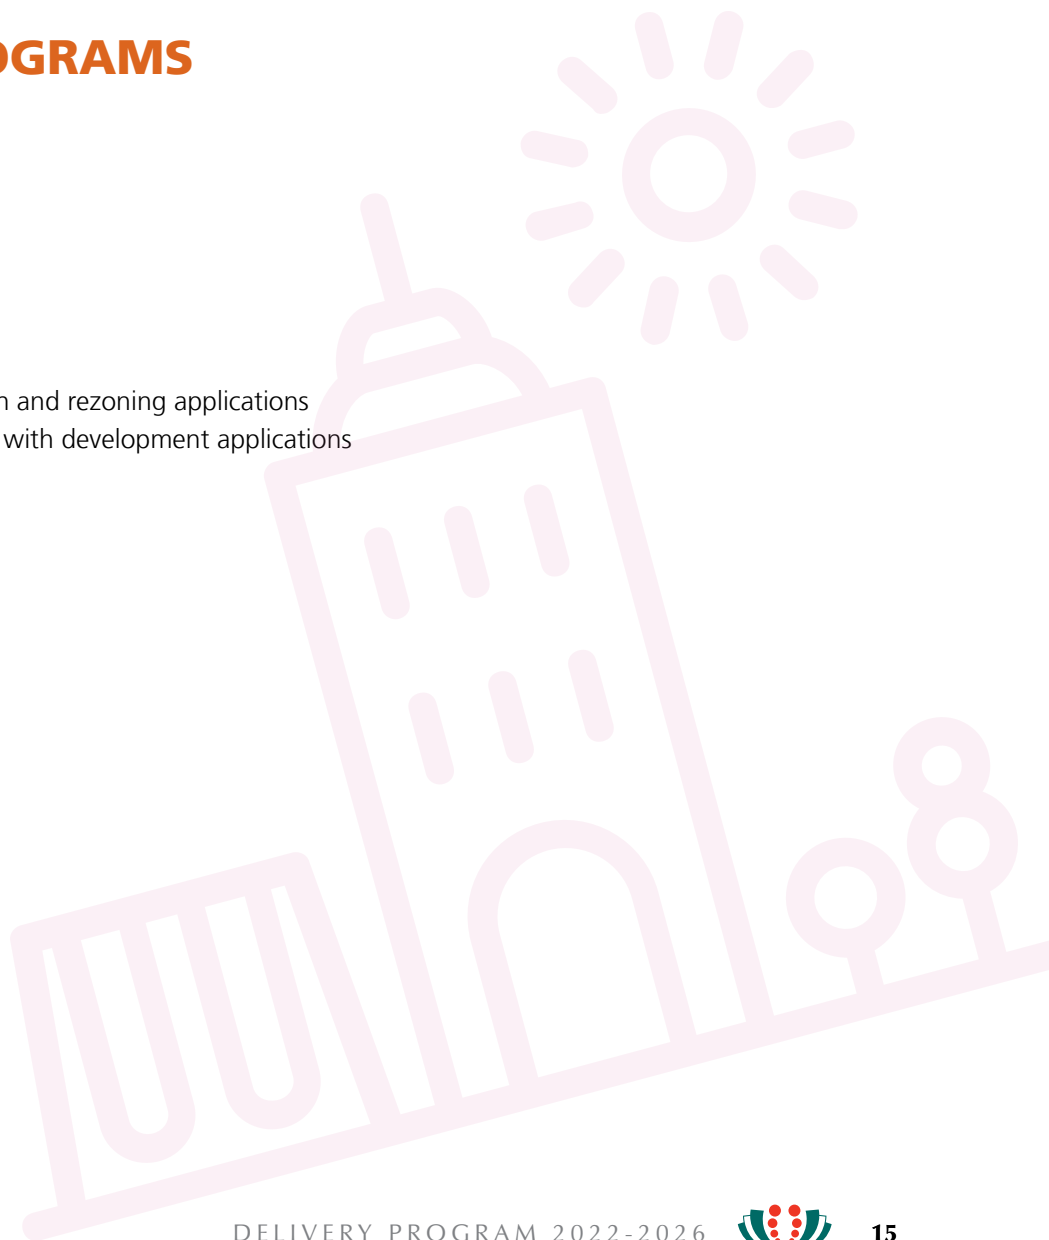 OGRAMS
n and rezoning applications
with development applications
DELIVERY PROGRAM 2022-2026
15